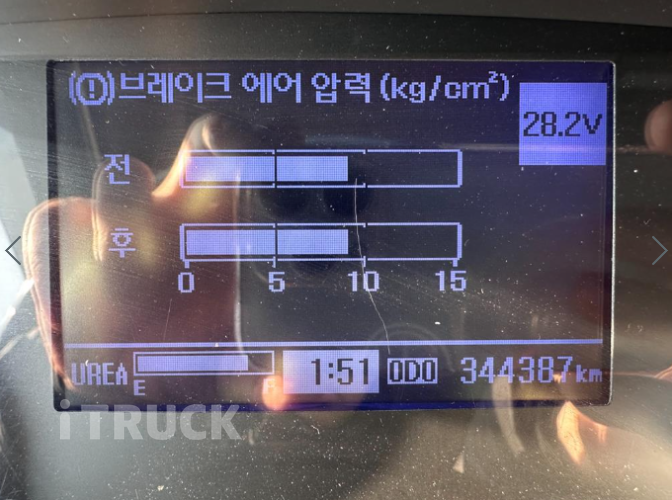 (!)브레이크 에어 압력(kg/cm²)
28.2V
전
후
0 5 10 15
UREA E F 1:51 ODO 344387km
iTRUCK